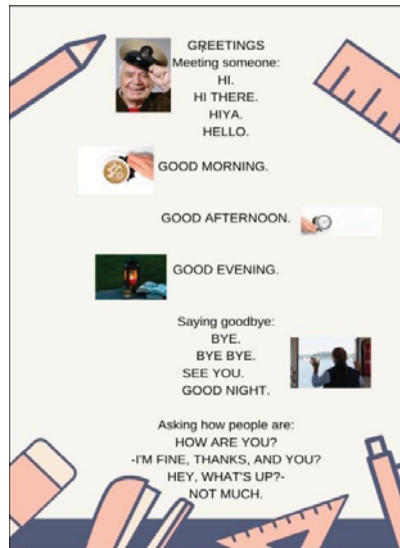 GREETINGS
Meeting someone:
HI.
HI THERE.
HIYA.
HELLO.
GOOD MORNING.
GOOD AFTERNOON.
GOOD EVENING.
Saying goodbye:
BYE.
BYE BYE.
SEE YOU.
GOOD NIGHT.
Asking how people are:
HOW ARE YOU?
-I'M FINE, THANKS, AND YOU?
HEY, WHAT'S UP?-
NOT MUCH.